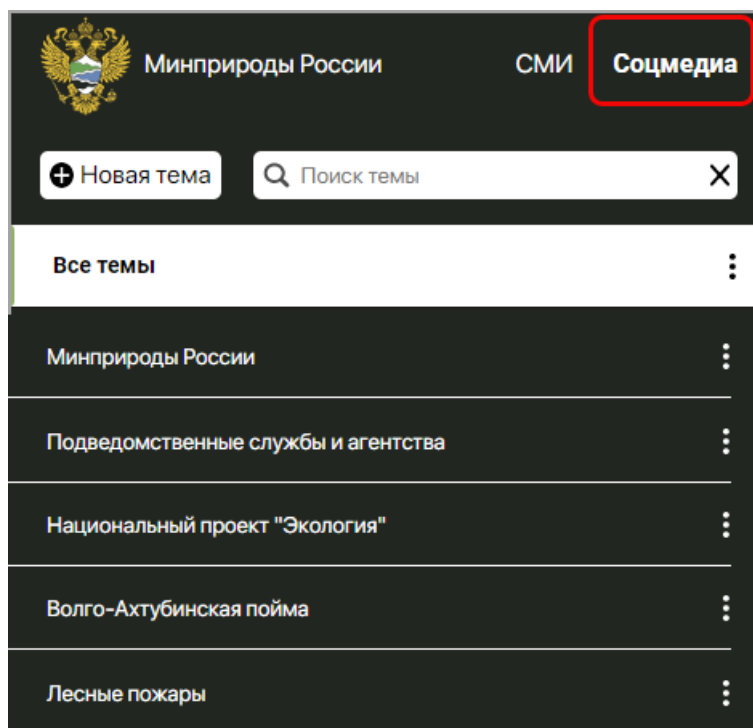 Минприроды России
СМИ
Соцмедиа
Новая тема
Поиск темы
Все темы
Минприроды России
Подведомственные службы и агентства
Национальный проект "Экология"
Волго-Ахтубинская пойма
Лесные пожары